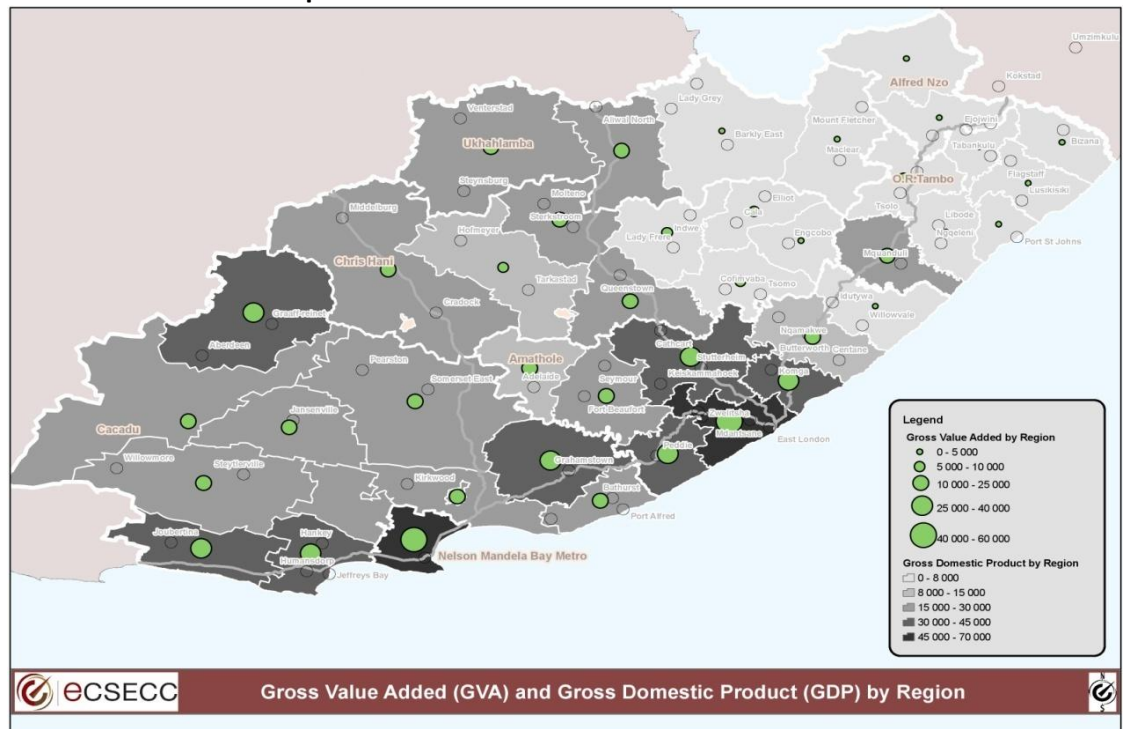 Umzimkulu
Kokstad
Alfred Nzo
Lady Grey
Venterstad
Aliwal North
Mount Fletcher
Ukhahlamba
Barkly East
Maclear
Tabankulu
Bizana
Flagstaff
O.R.Tambo
Lusikisiki
Steynsburg
Molteno
Sterkstroom
Elliot
Cala
Tsolo
Libode
Middelburg
Hofmeyer
Indwe
Lady Frere
Engcobo
Ngqeleni
Port St Johns
Mquanduli
Chris Hani
Tarkastad
Cofimvaba
Tsomo
Queenstown
Cradock
Idutywa
Willowvale
Graaff-reinet
Nqamakwe
Butterworth
Centane
Aberdeen
Cathcart
Stutterheim
Amathole
Adelaide
Pearston
Somerset East
Seymour
Keiskammahoek
Komga
Fort Beaufort
Jansenville
Zwelitsha
Mdantsane
East London
Cacadu
Willowmore
Steytlerville
Grahamstown
Peddie
Kirkwood
Bathurst
Port Alfred
Joubertina
Hankey
Humansdorp
Jeffreys Bay
Nelson Mandela Bay Metro
Legend
Gross Value Added by Region
0 - 5 000
5 000 - 10 000
10 000 - 25 000
25 000 - 40 000
40 000 - 60 000
Gross Domestic Product by Region
0 - 8 000
8 000 - 15 000
15 000 - 30 000
30 000 - 45 000
45 000 - 70 000
ecsecc
Gross Value Added (GVA) and Gross Domestic Product (GDP) by Region
N
S